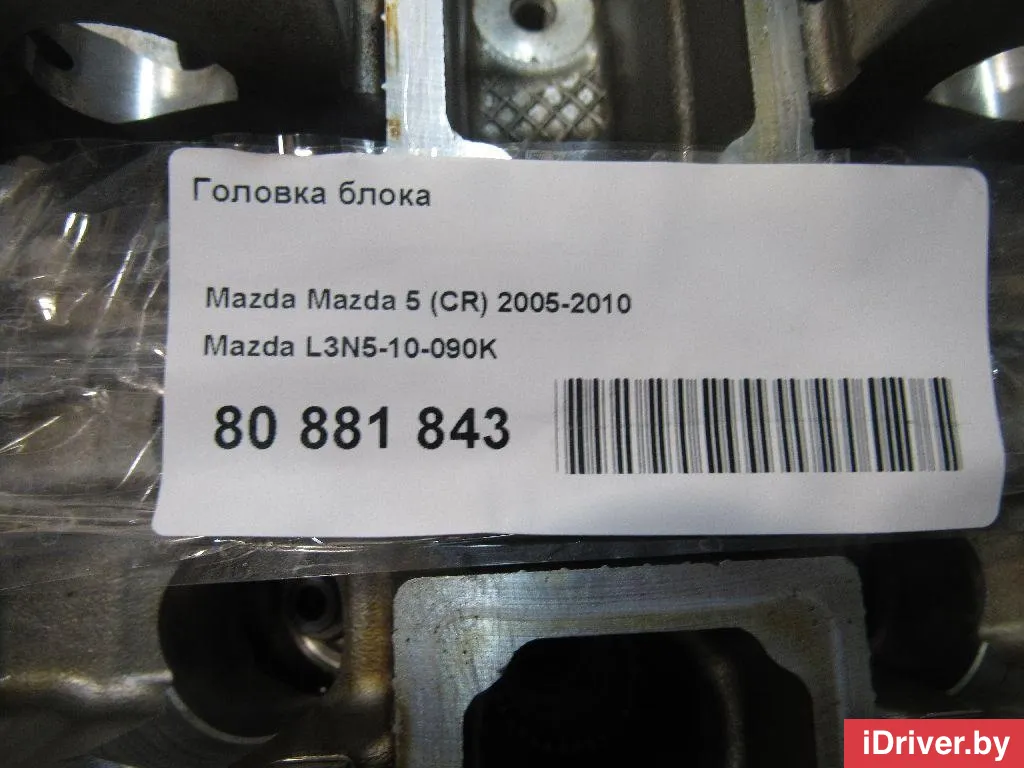 Головка блока
Mazda Mazda 5 (CR) 2005-2010
Mazda L3N5-10-090K
80 881 843
iDriver.by